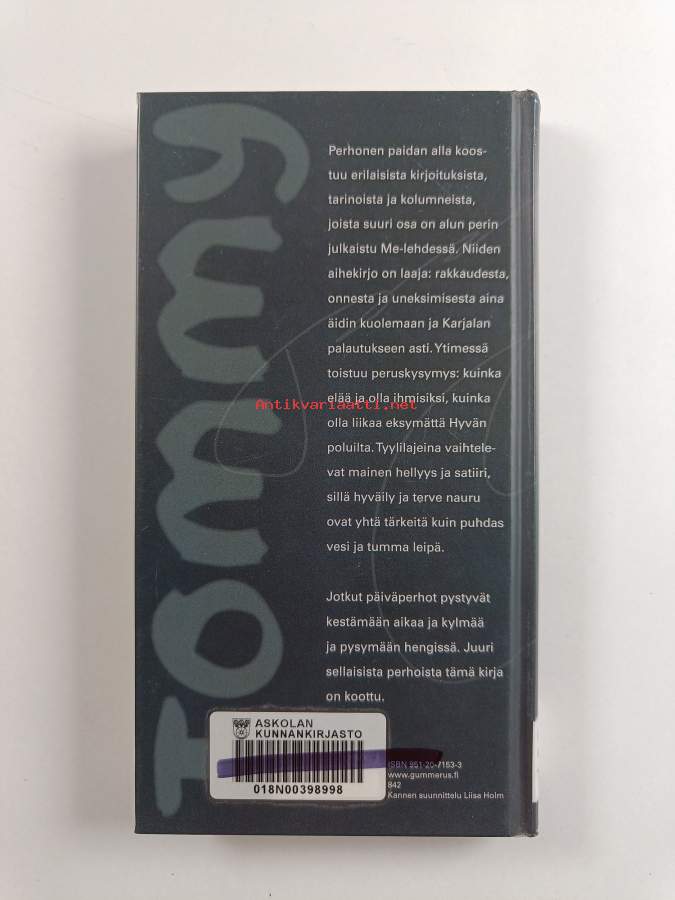 Tommy
Perhonen paidan alla koos-
tuu erilaisista kirjoituksista,
tarinoista ja kolumneista,
joista suuri osa on alun perin
julkaistu Me-lehdessä. Niiden
aihekirjo on laaja: rakkaudesta,
onnesta ja uneksimisesta aina
äidin kuolemaan ja Karjalan
palautukseen asti. Ytimessä
toistuu peruskysymys: kuinka
elää ja olla ihmisiksi, kuinka
Antikvariaatti.net
olla liikaa eksymättä Hyvän
poluilta. Tyylilajeina vaihtele-
vat mainen hellyys ja satiiri,
sillä hyväily ja terve nauru
ovat yhtä tärkeitä kuin puhdas
vesi ja tumma leipä.
Jotkut päiväperhot pystyvät
kestämään aikaa ja kylmää
ja pysymään hengissä. Juuri
sellaisista perhoista tämä kirja
on koottu.
ASKOLAN
KUNNANKIRJASTO
018N00398998
ISBN 951-20-7153-3
www.gummerus.fi
842
Kannen suunnittelu Liisa Holm